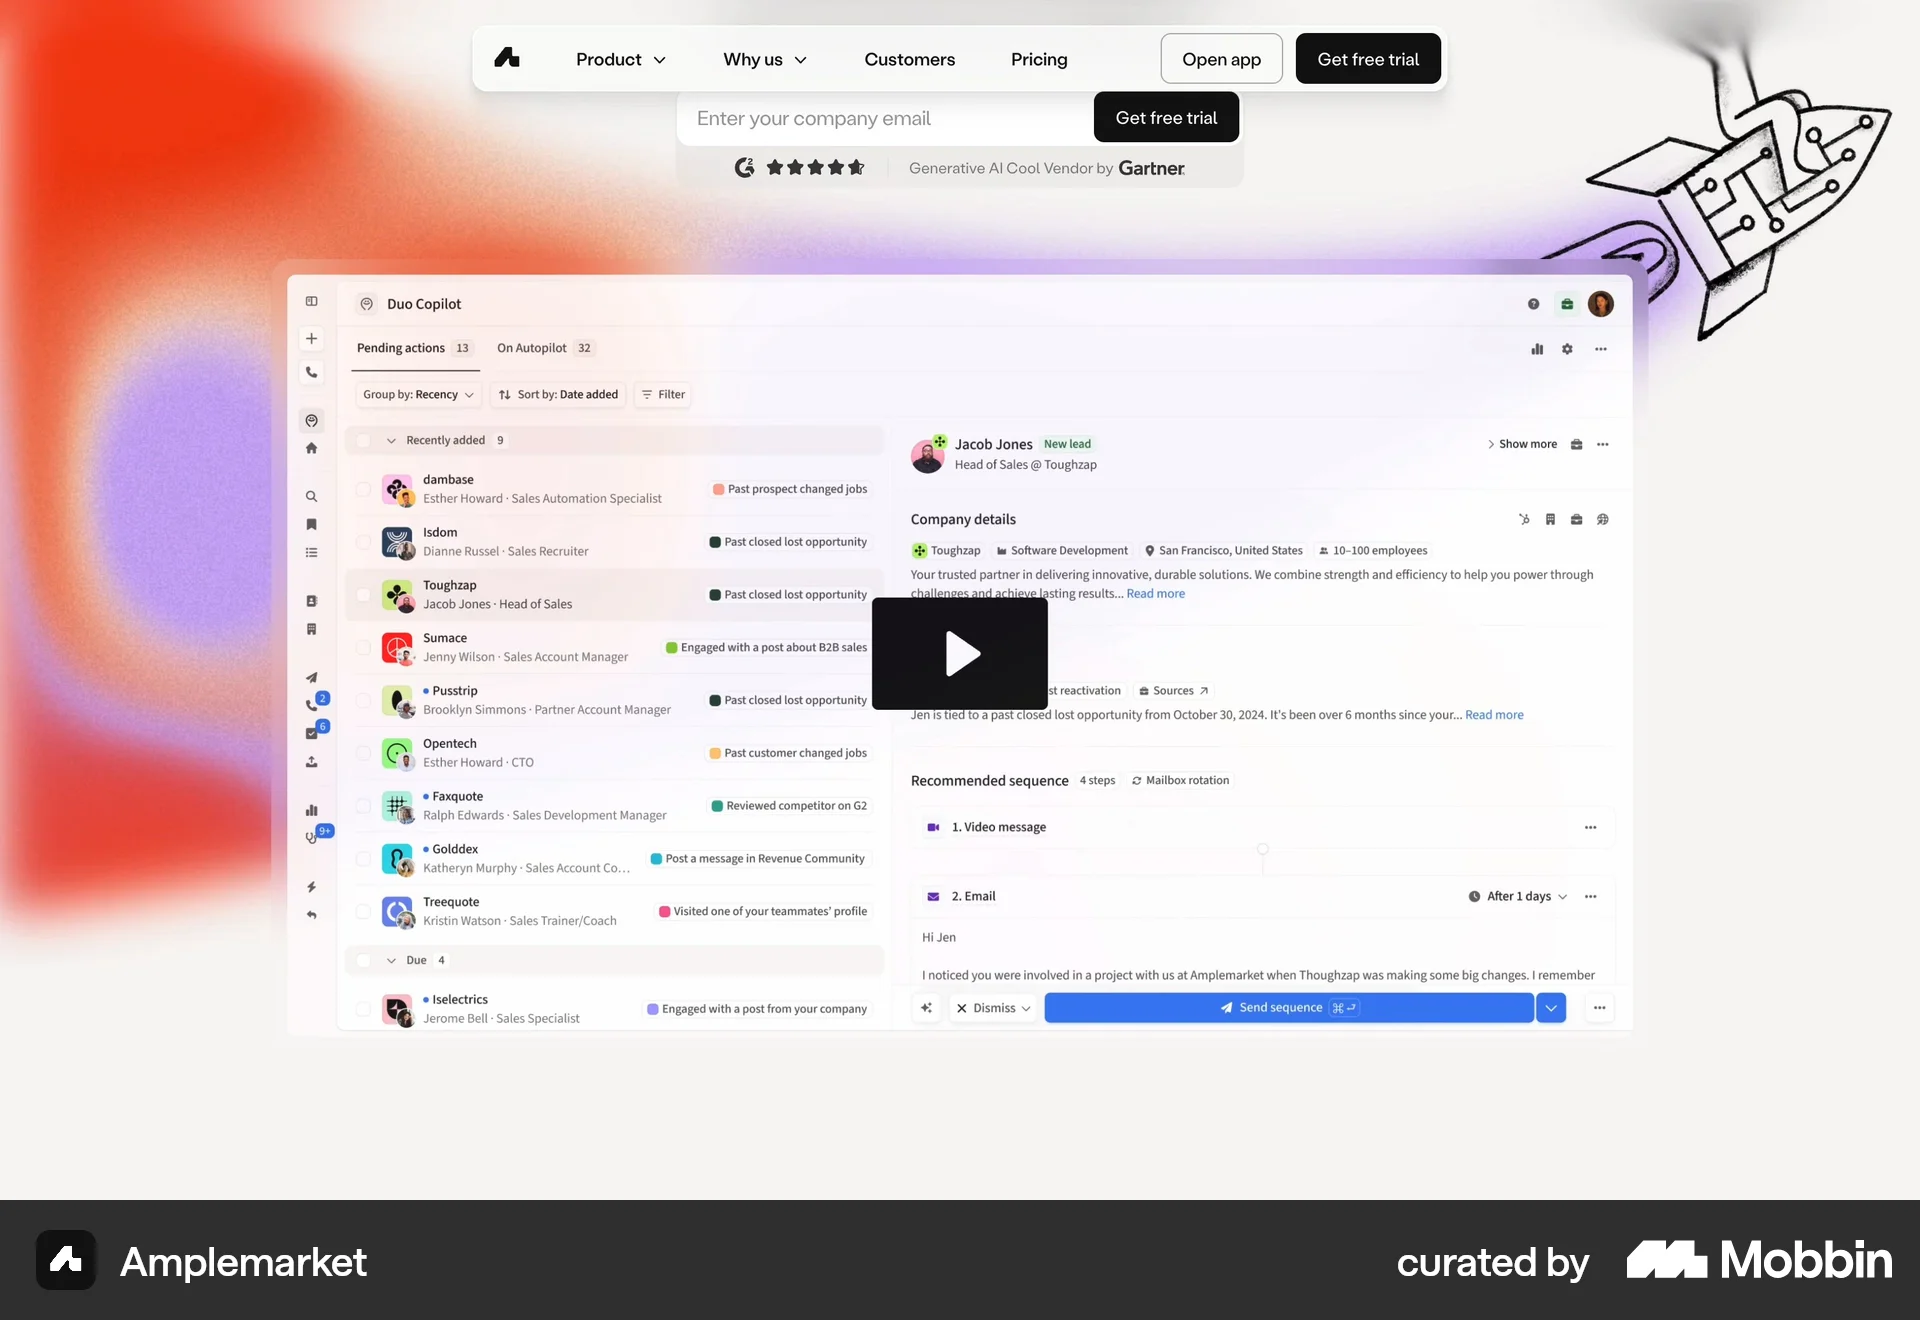 Product
Why us
Customers
Pricing
Open app
Get free trial
Enter your company email
Get free trial
Generative AI Cool Vendor by Gartner
Duo Copilot
Pending actions 13
On Autopilot 32
Group by: Recency
Sort by: Date added
Filter
Recently added 9
dambase
Esther Howard · Sales Automation Specialist
Past prospect changed jobs
Isdom
Dianne Russel · Sales Recruiter
Past closed lost opportunity
Toughzap
Jacob Jones · Head of Sales
Past closed lost opportunity
Sumace
Jenny Wilson · Sales Account Manager
Engaged with a post about B2B sales
Pusstrip
Brooklyn Simmons · Partner Account Manager
Past closed lost opportunity
Opentech
Esther Howard · CTO
Past customer changed jobs
Faxquote
Ralph Edwards · Sales Development Manager
Reviewed competitor on G2
Golddex
Katheryn Murphy · Sales Account Co...
Post a message in Revenue Community
Treequote
Kristin Watson · Sales Trainer/Coach
Visited one of your teammates' profile
Due 4
Iselectrics
Jerome Bell · Sales Specialist
Engaged with a post from your company
2
6
9+
Jacob Jones New lead
Head of Sales @ Toughzap
Show more
Company details
Toughzap Software Development San Francisco, United States 10–100 employees
Your trusted partner in delivering innovative, durable solutions. We combine strength and efficiency to help you power through
challenges and achieve lasting results... Read more
st reactivation Sources
Jen is tied to a past closed lost opportunity from October 30, 2024. It's been over 6 months since your... Read more
Recommended sequence 4 steps Mailbox rotation
1. Video message
2. Email
After 1 days
Hi Jen
I noticed you were involved in a project with us at Amplemarket when Thoughzap was making some big changes. I remember
Dismiss
Send sequence ⌘
Amplemarket
curated by Mobbin